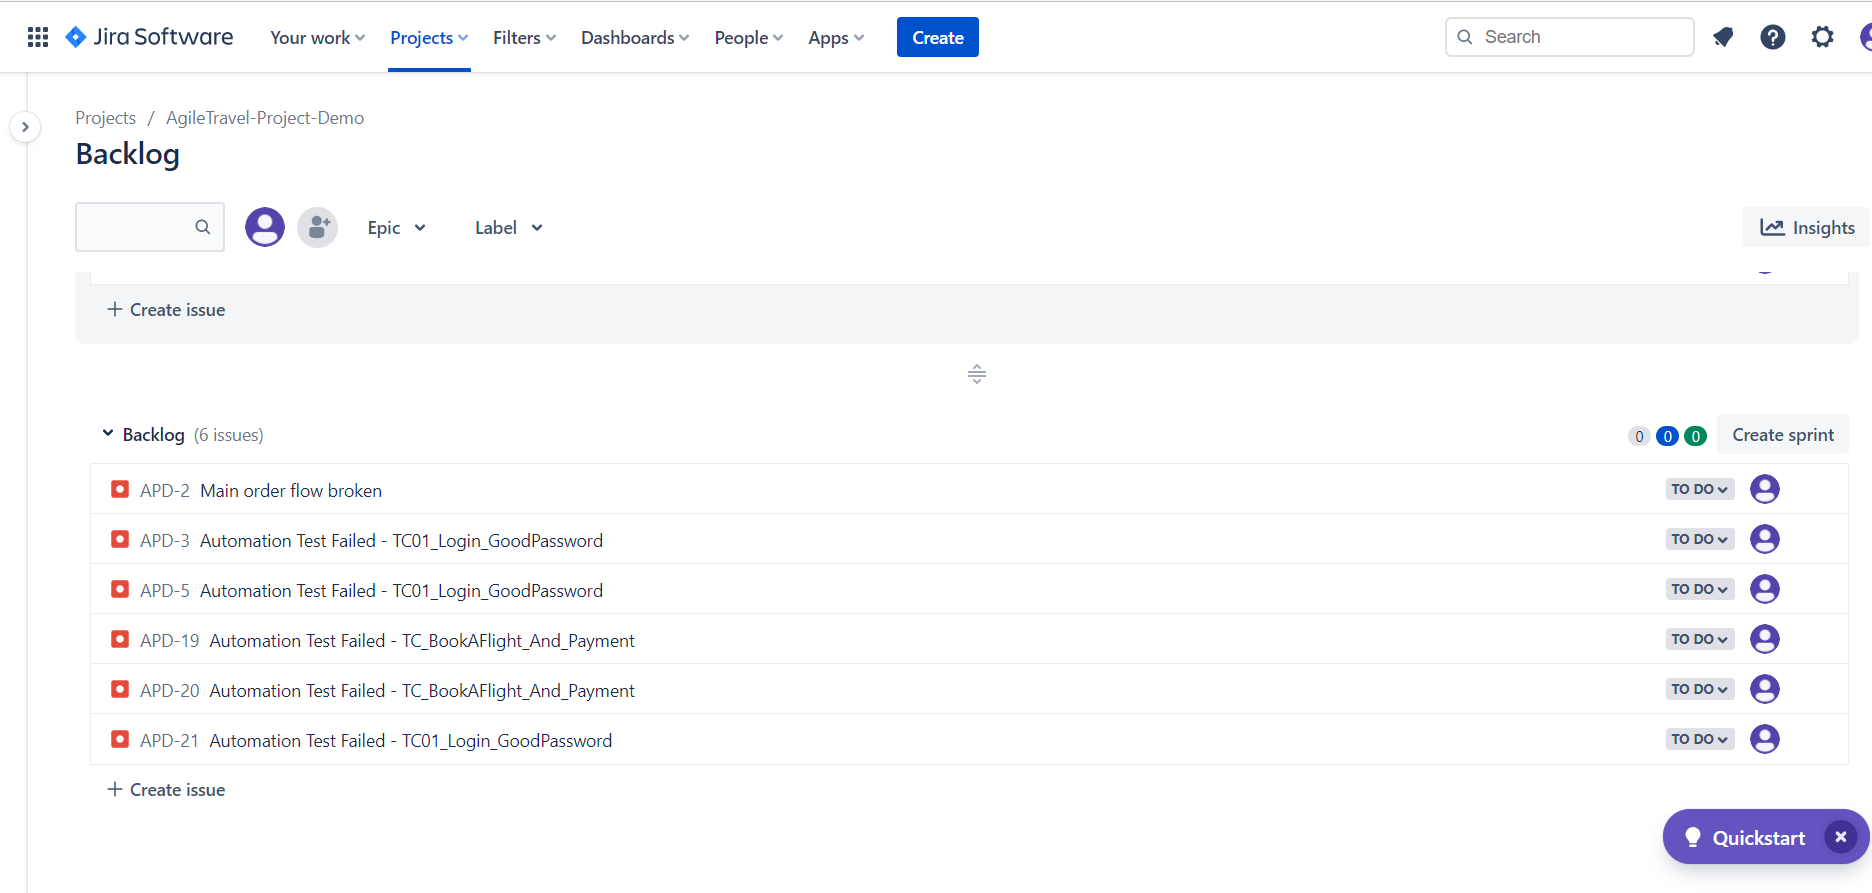 Jira Software Your work Projects Filters Dashboards People Apps Create Search
Projects / AgileTravel-Project-Demo
Backlog
Epic Label Insights
+ Create issue
Backlog (6 issues) 0 0 0 Create sprint
APD-2 Main order flow broken TO DO
APD-3 Automation Test Failed - TC01_Login_GoodPassword TO DO
APD-5 Automation Test Failed - TC01_Login_GoodPassword TO DO
APD-19 Automation Test Failed - TC_BookAFlight_And_Payment TO DO
APD-20 Automation Test Failed - TC_BookAFlight_And_Payment TO DO
APD-21 Automation Test Failed - TC01_Login_GoodPassword TO DO
+ Create issue
Quickstart